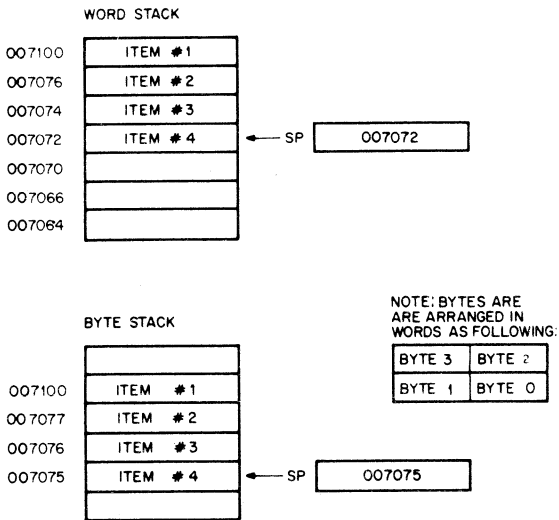 WORD STACK
007100 ITEM #1
007076 ITEM #2
007074 ITEM #3
007072 ITEM #4 SP 007072
007070
007066
007064
NOTE: BYTES ARE
ARE ARRANGED IN
WORDS AS FOLLOWING:
BYTE 3 BYTE 2
BYTE 1 BYTE 0
BYTE STACK
007100 ITEM #1
007077 ITEM #2
007076 ITEM #3
007075 ITEM #4 SP 007075